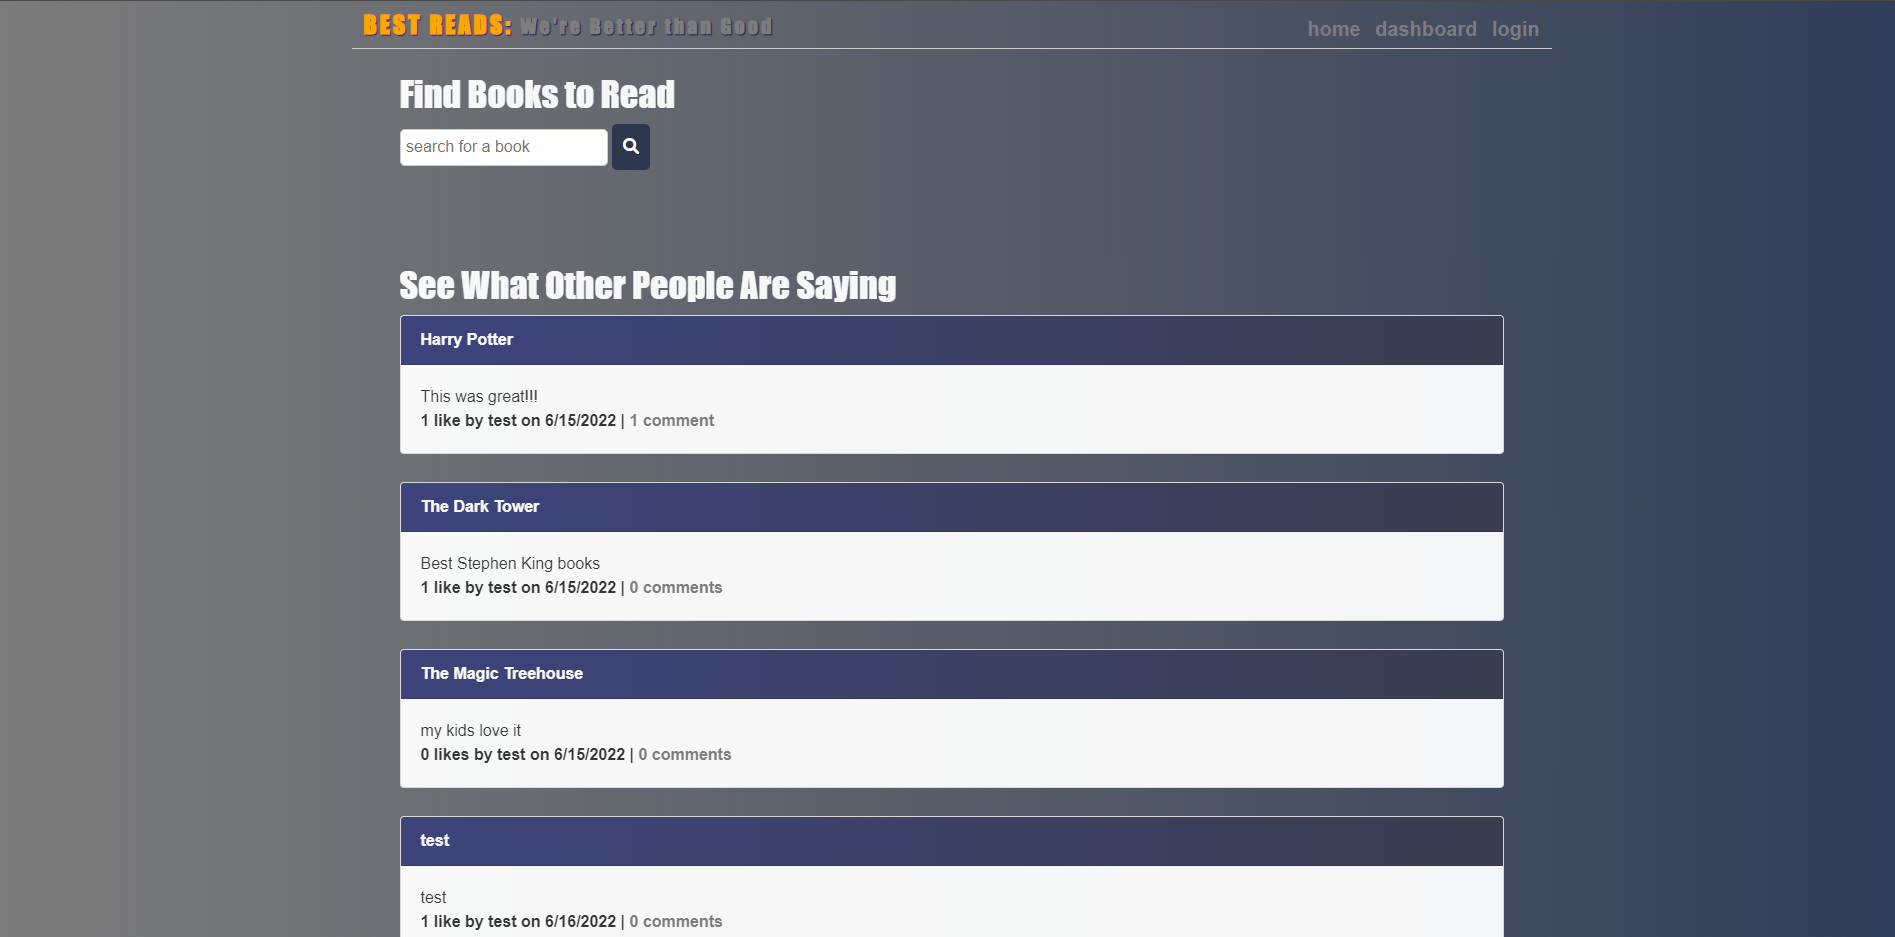 BEST READS: We're Better than Good
home dashboard login
Find Books to Read
search for a book
See What Other People Are Saying
Harry Potter
This was great!!!
1 like by test on 6/15/2022 | 1 comment
The Dark Tower
Best Stephen King books
1 like by test on 6/15/2022 | 0 comments
The Magic Treehouse
my kids love it
0 likes by test on 6/15/2022 | 0 comments
test
test
1 like by test on 6/16/2022 | 0 comments